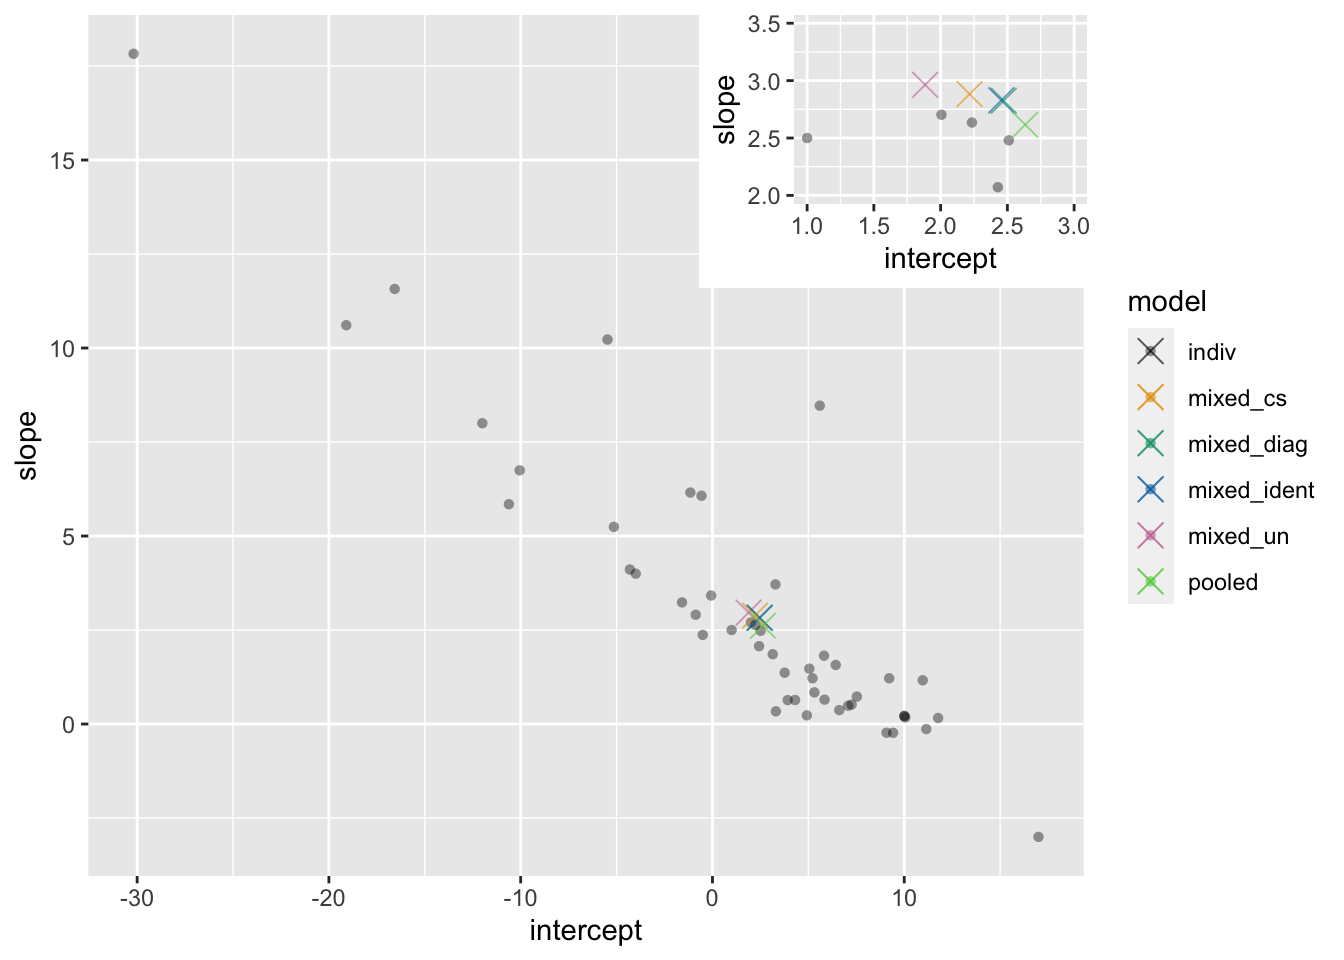 3.5
3.0
2.5
2.0
slope
1.0 1.5 2.0 2.5 3.0
intercept
15
10
5
0
slope
-30 -20 -10 0 10
intercept
model
indiv
mixed_cs
mixed_diag
mixed_ident
mixed_un
pooled